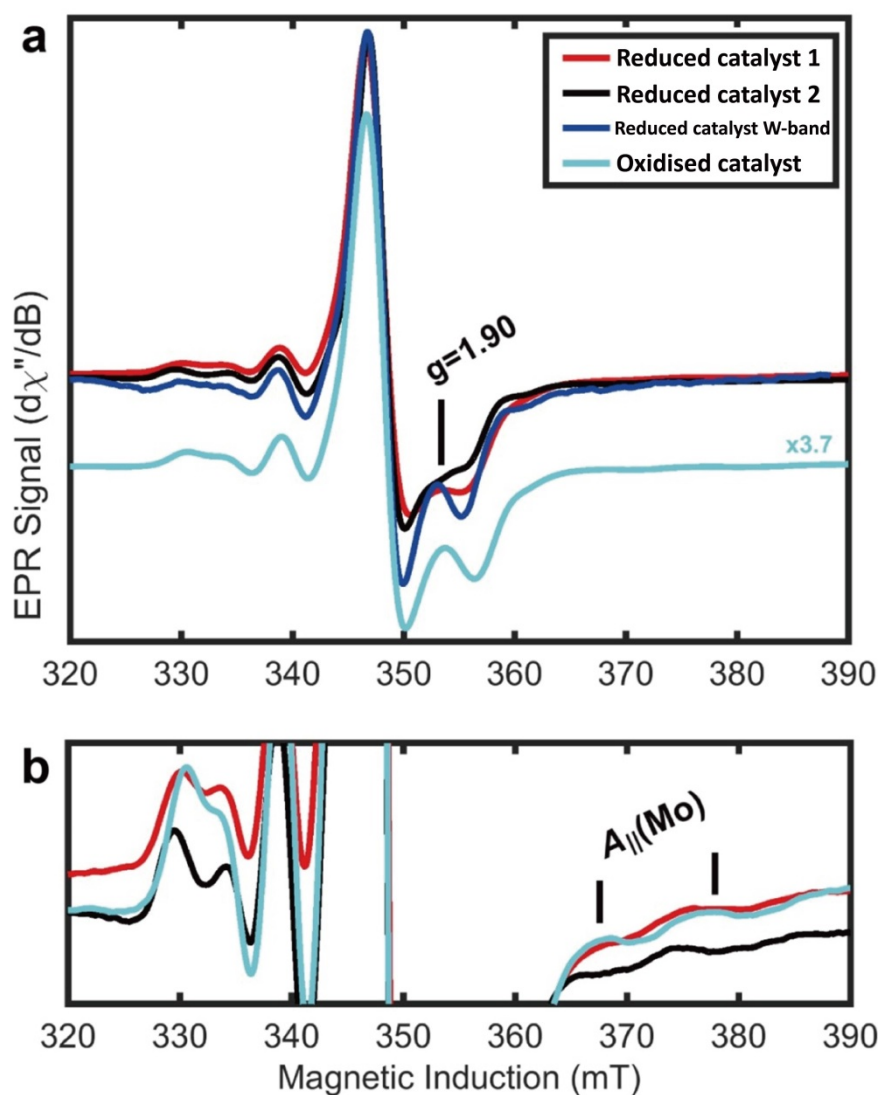 a
Reduced catalyst 1
Reduced catalyst 2
Reduced catalyst W-band
Oxidised catalyst
g=1.90
x3.7
EPR Signal (dχ"/dB)
320 330 340 350 360 370 380 390
b
A||(Mo)
320 330 340 350 360 370 380 390
Magnetic Induction (mT)